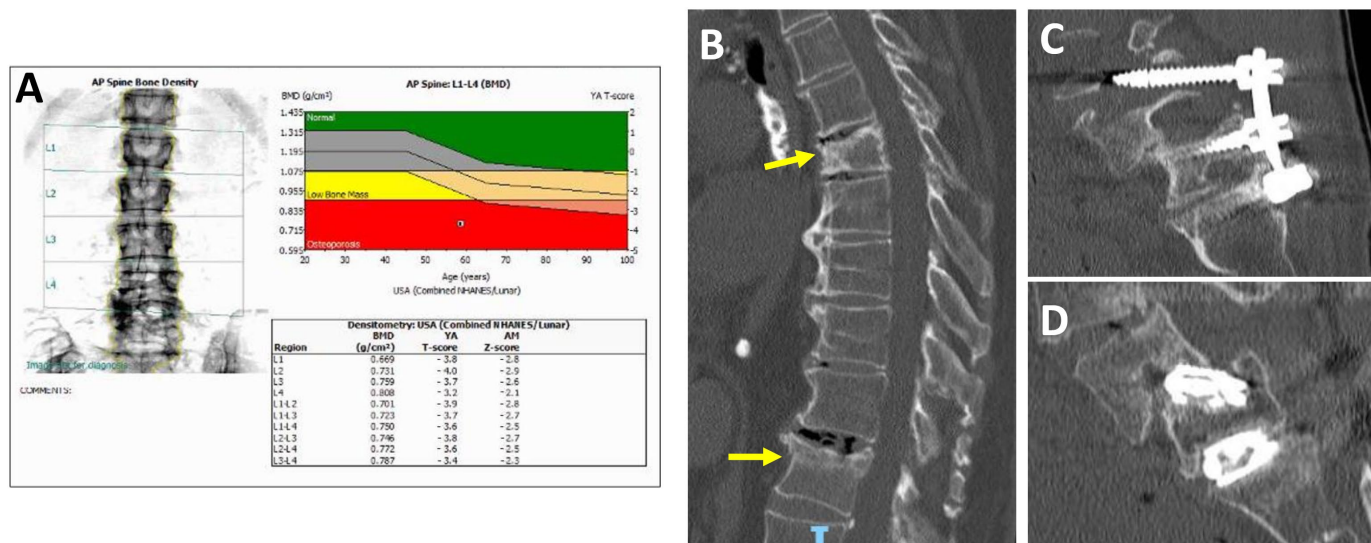 A
AP Spine Bone Density
L1
L2
L3
L4
COMMENTS:
AP Spine: L1-L4 (BMD)
BMD (g/cm²) YA T-score
1.435 2
1.315 1
1.195 0
1.075 -1
0.955 -2
0.835 -3
0.715 -4
0.595 -5
Normal
Low Bone Mass
Osteoporosis
20 30 40 50 60 70 80 90 100
Age (years)
USA (Combined NHANES/Lunar)
Densitometry: USA (Combined NHANES/Lunar)
BMD YA AM
Region (g/cm²) T-score Z-score
L1 0.669 -3.8 -2.8
L2 0.731 -4.0 -2.9
L3 0.759 -3.7 -2.6
L4 0.808 -3.2 -2.1
L1-L2 0.701 -3.9 -2.8
L1-L3 0.723 -3.7 -2.7
L1-L4 0.750 -3.6 -2.5
L2-L3 0.746 -3.8 -2.7
L2-L4 0.772 -3.6 -2.5
L3-L4 0.787 -3.4 -2.3
B
C
D